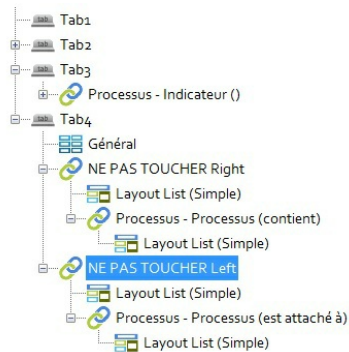 Tab1
Tab2
Tab3
Processus - Indicateur ()
Tab4
Général
NE PAS TOUCHER Right
Layout List (Simple)
Processus - Processus (contient)
Layout List (Simple)
NE PAS TOUCHER Left
Layout List (Simple)
Processus - Processus (est attaché à)
Layout List (Simple)